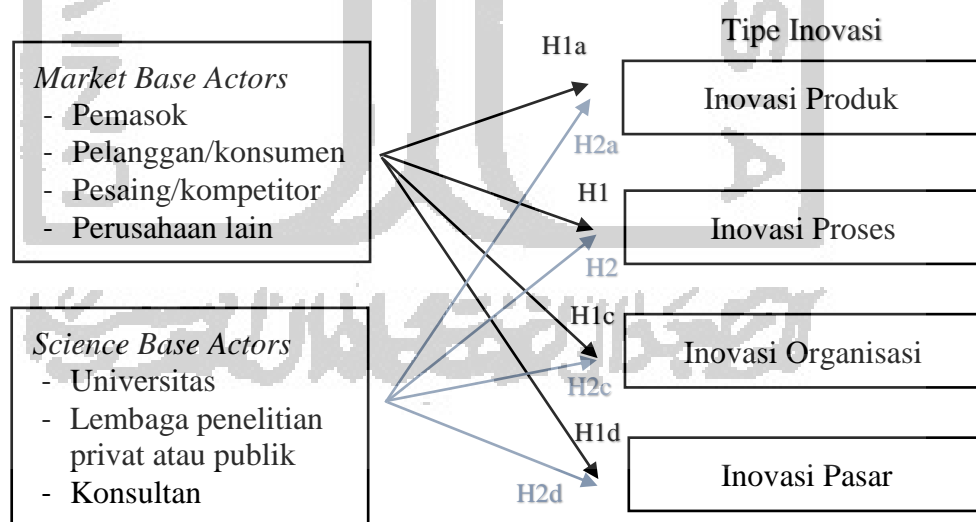 Tipe Inovasi
Market Base Actors
- Pemasok
- Pelanggan/konsumen
- Pesaing/kompetitor
- Perusahaan lain
Science Base Actors
- Universitas
- Lembaga penelitian
privat atau publik
- Konsultan
H1a
H2a
H1
H2
H1c
H2c
H1d
H2d
Inovasi Produk
Inovasi Proses
Inovasi Organisasi
Inovasi Pasar